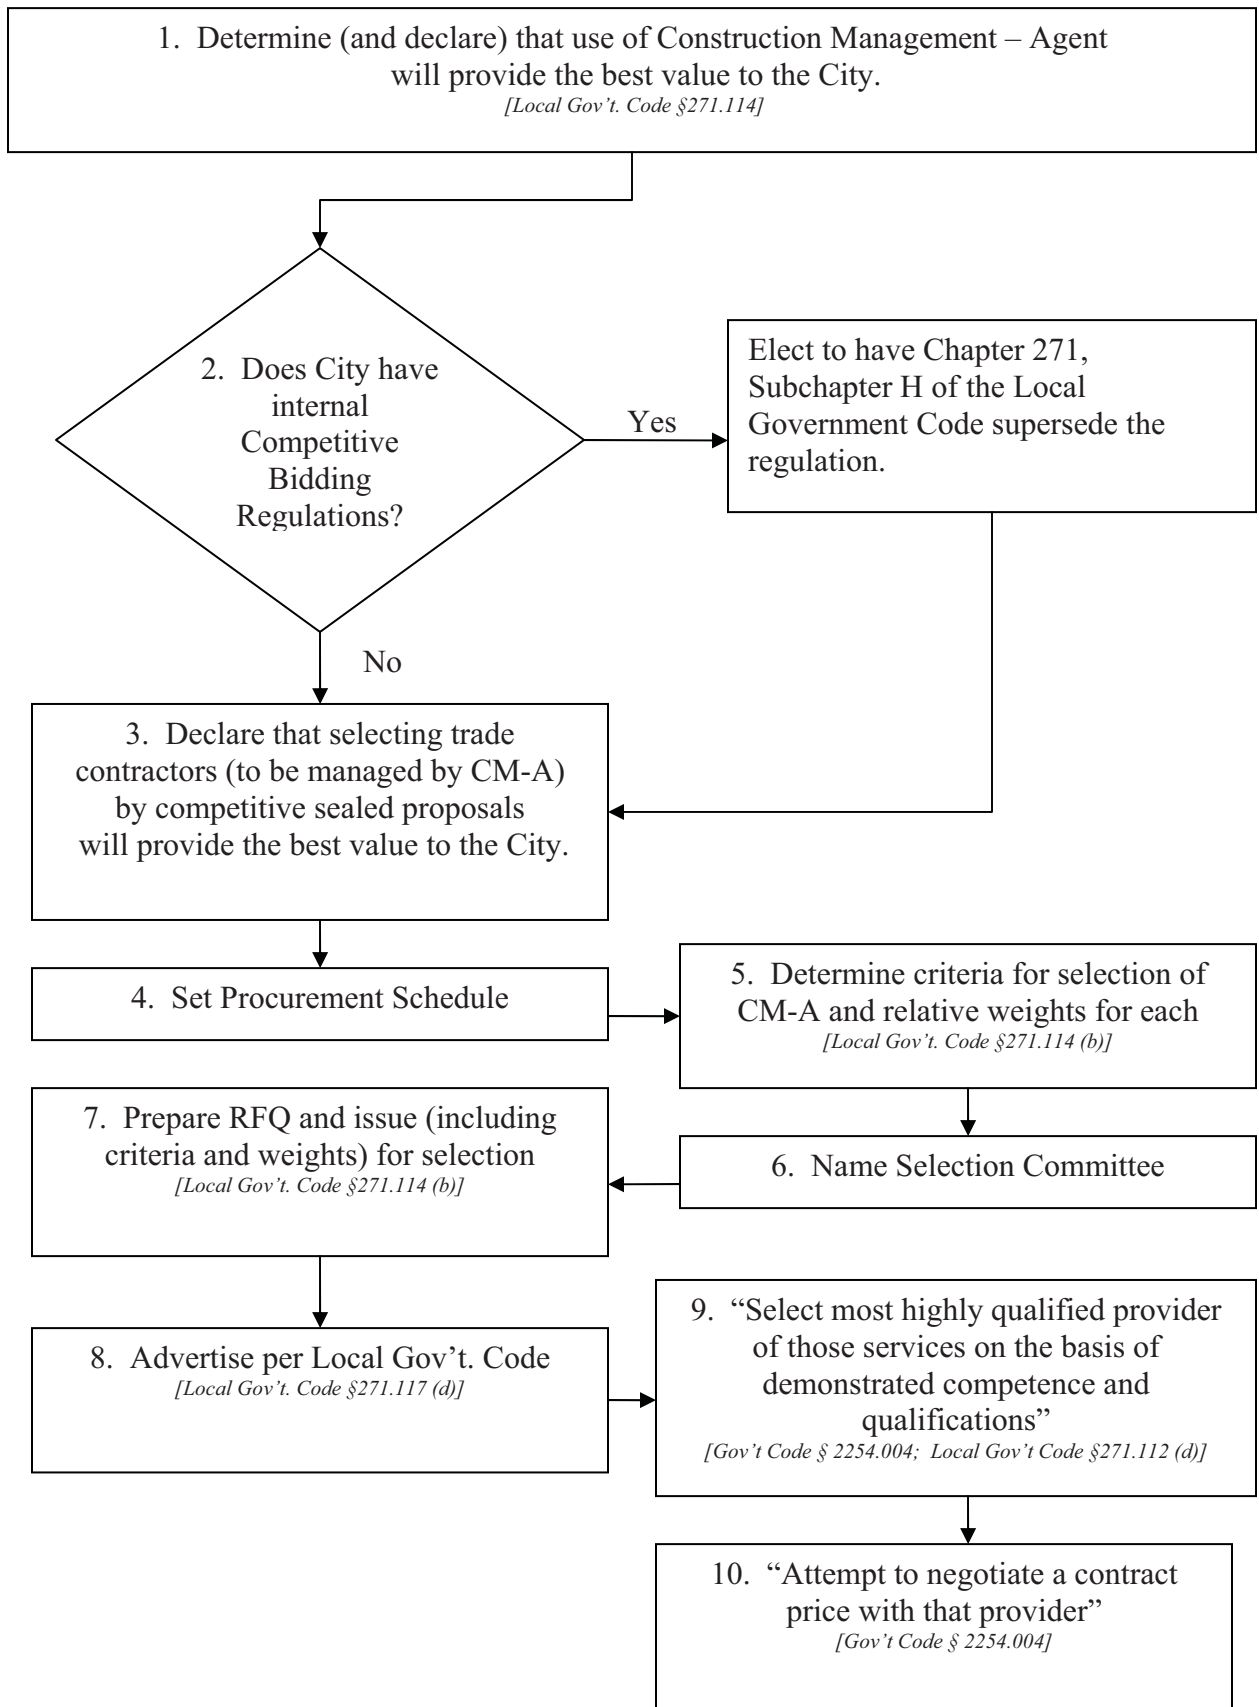 1. Determine (and declare) that use of Construction Management – Agent
will provide the best value to the City.
[Local Gov’t. Code §271.114]
2. Does City have
internal
Competitive
Bidding
Regulations?
Yes
Elect to have Chapter 271,
Subchapter H of the Local
Government Code supersede the
regulation.
No
3. Declare that selecting trade
contractors (to be managed by CM-A)
by competitive sealed proposals
will provide the best value to the City.
4. Set Procurement Schedule
5. Determine criteria for selection of
CM-A and relative weights for each
[Local Gov’t. Code §271.114 (b)]
6. Name Selection Committee
7. Prepare RFQ and issue (including
criteria and weights) for selection
[Local Gov’t. Code §271.114 (b)]
8. Advertise per Local Gov’t. Code
[Local Gov’t. Code §271.117 (d)]
9. “Select most highly qualified provider
of those services on the basis of
demonstrated competence and
qualifications”
[Gov’t Code § 2254.004; Local Gov’t Code §271.112 (d)]
10. “Attempt to negotiate a contract
price with that provider”
[Gov’t Code § 2254.004]